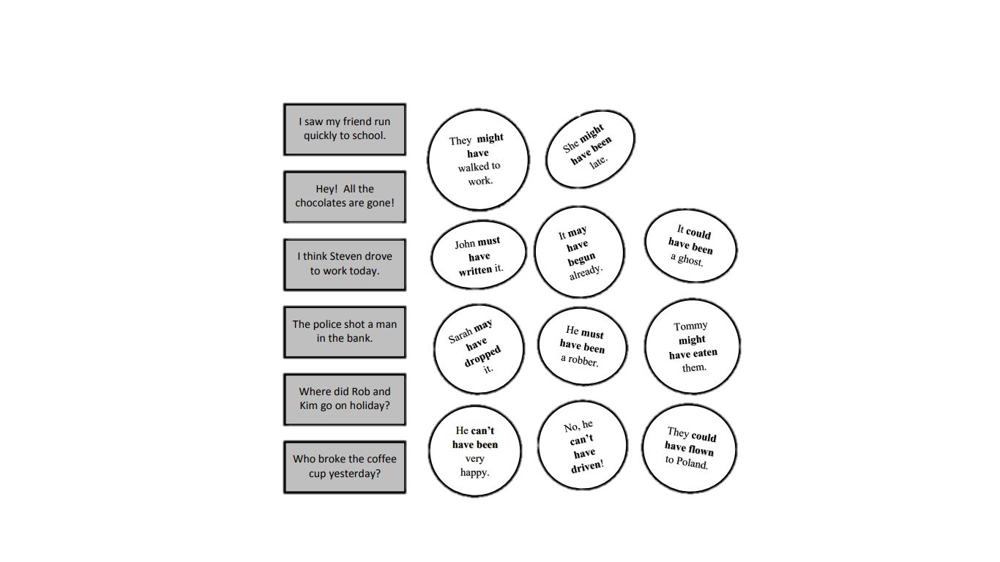 I saw my friend run
quickly to school.
Hey!  All the
chocolates are gone!
I think Steven drove
to work today.
The police shot a man
in the bank.
Where did Rob and
Kim go on holiday?
Who broke the coffee
cup yesterday?
They might
have
walked to
work.
She might
have been
late.
John must
have
written it.
It may
have
begun
already.
It could
have been
a ghost.
Sarah may
have
dropped
it.
He must
have been
a robber.
Tommy
might
have eaten
them.
He can't
have been
very
happy.
No, he
can't
have
driven!
They could
have flown
to Poland.